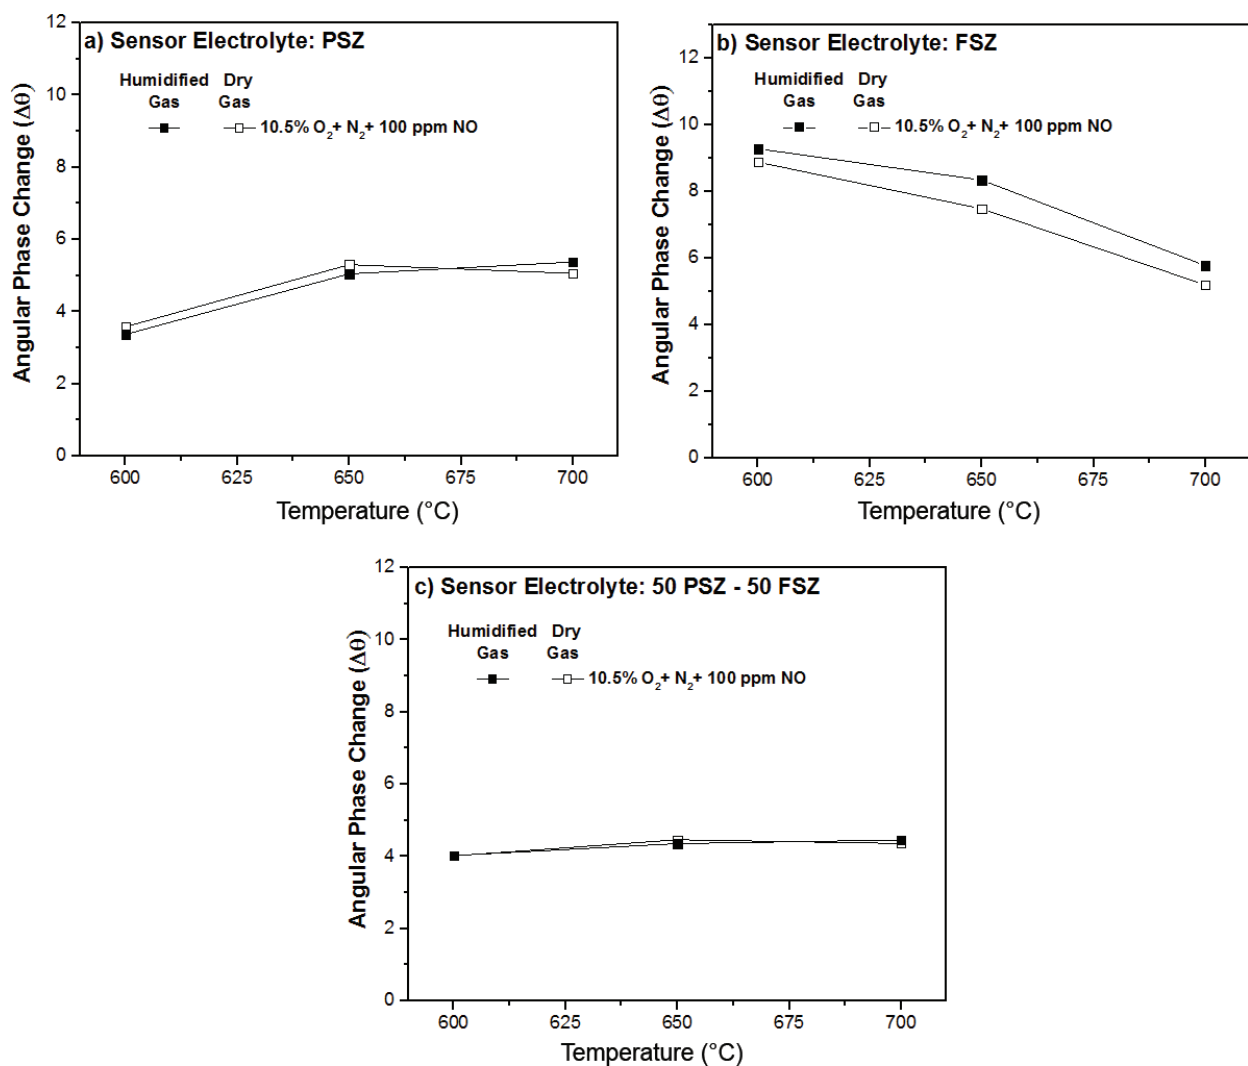 a) Sensor Electrolyte: PSZ
Humidified Dry
Gas Gas
10.5% O₂+ N₂+ 100 ppm NO
Angular Phase Change (Δθ)
12
10
8
6
4
2
0
600 625 650 675 700
Temperature (°C)
b) Sensor Electrolyte: FSZ
Humidified Dry
Gas Gas
10.5% O₂+ N₂+ 100 ppm NO
Angular Phase Change (Δθ)
12
10
8
6
4
2
0
600 625 650 675 700
Temperature (°C)
c) Sensor Electrolyte: 50 PSZ - 50 FSZ
Humidified Dry
Gas Gas
10.5% O₂+ N₂+ 100 ppm NO
Angular Phase Change (Δθ)
12
10
8
6
4
2
0
600 625 650 675 700
Temperature (°C)